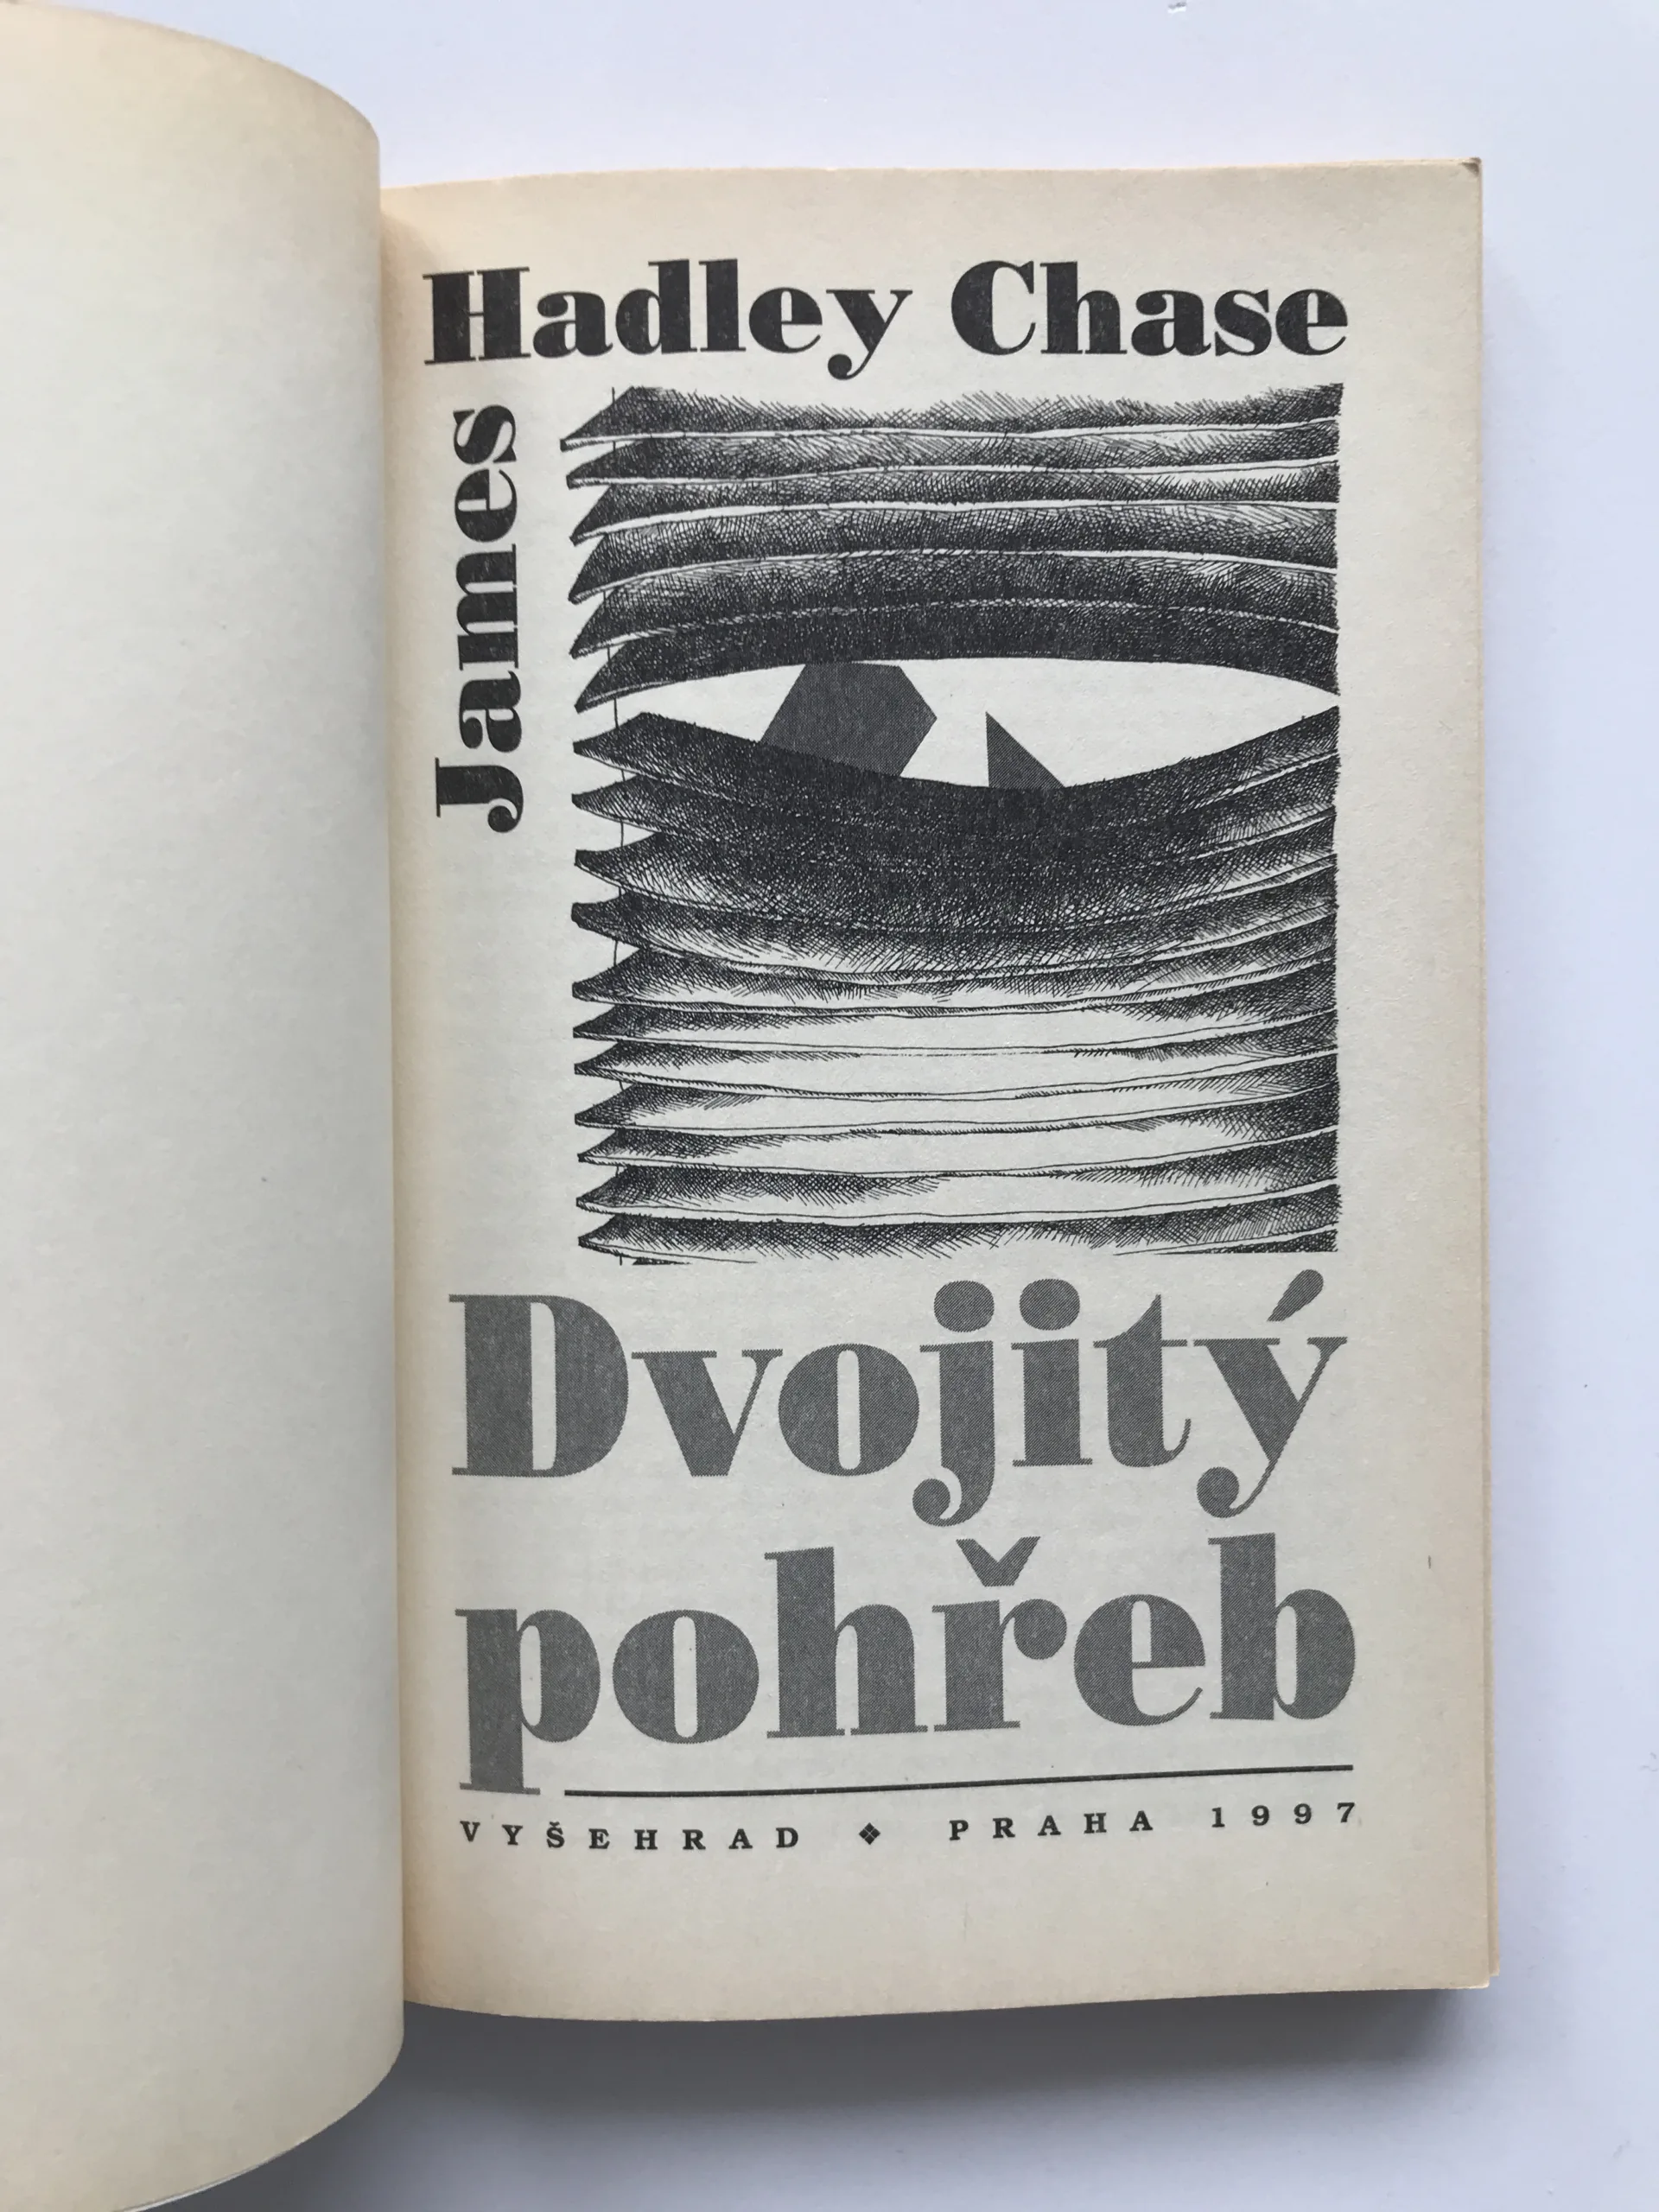 James
Hadley Chase
Dvojitý
pohřeb
VYŠEHRAD ❖ PRAHA 1997